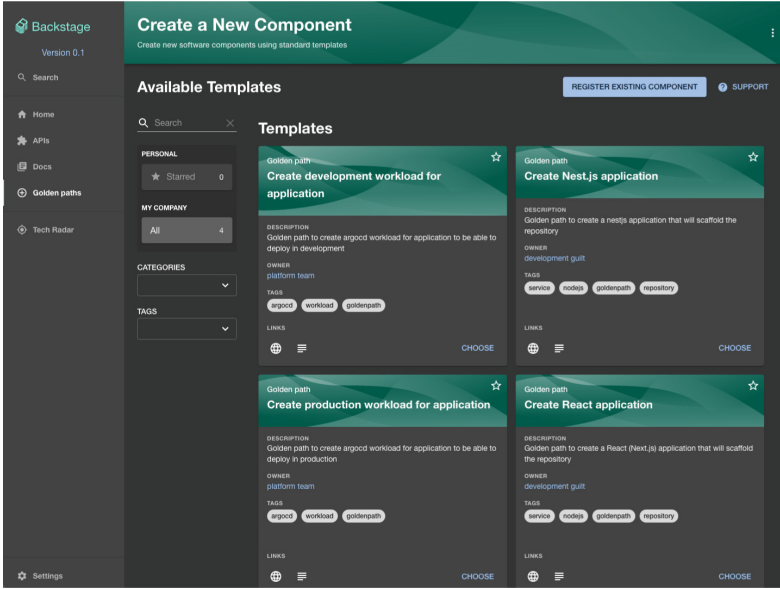 Backstage
Version 0.1
Search
Home
APIs
Docs
Golden paths
Tech Radar
Settings
Create a New Component
Create new software components using standard templates
Available Templates
REGISTER EXISTING COMPONENT
SUPPORT
Search
PERSONAL
Starred 0
MY COMPANY
All 4
CATEGORIES
TAGS
Templates
Golden path
Create development workload for
application
DESCRIPTION
Golden path to create argocd workload for application to be able to
deploy in development
OWNER
platform team
TAGS
argocd workload goldenpath
LINKS
CHOOSE
Golden path
Create Nest.js application
DESCRIPTION
Golden path to create a nestjs application that will scaffold the
repository
OWNER
development guilt
TAGS
service nodejs goldenpath repository
LINKS
CHOOSE
Golden path
Create production workload for application
DESCRIPTION
Golden path to create argocd workload for application to be able to
deploy in production
OWNER
platform team
TAGS
argocd workload goldenpath
LINKS
CHOOSE
Golden path
Create React application
DESCRIPTION
Golden path to create a React (Next.js) application that will scaffold
the repository
OWNER
development guilt
TAGS
service nodejs goldenpath repository
LINKS
CHOOSE